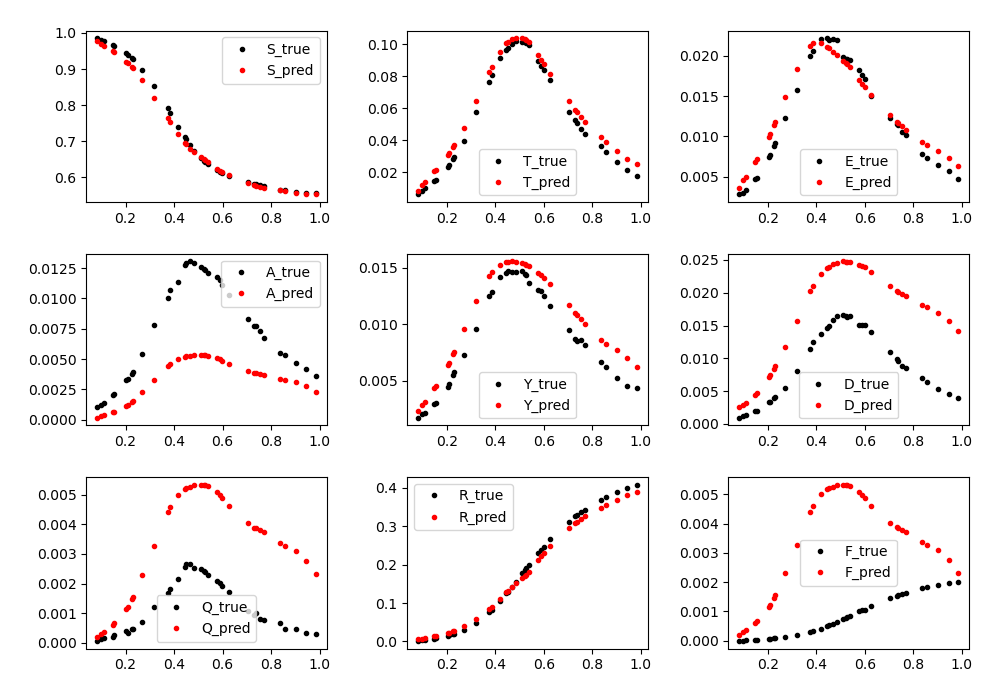 1.0
0.9
0.8
0.7
0.6
0.2 0.4 0.6 0.8 1.0
S_true
S_pred
0.10
0.08
0.06
0.04
0.02
0.2 0.4 0.6 0.8 1.0
T_true
T_pred
0.020
0.015
0.010
0.005
0.2 0.4 0.6 0.8 1.0
E_true
E_pred
0.0125
0.0100
0.0075
0.0050
0.0025
0.0000
0.2 0.4 0.6 0.8 1.0
A_true
A_pred
0.015
0.010
0.005
0.2 0.4 0.6 0.8 1.0
Y_true
Y_pred
0.025
0.020
0.015
0.010
0.005
0.000
0.2 0.4 0.6 0.8 1.0
D_true
D_pred
0.005
0.004
0.003
0.002
0.001
0.000
0.2 0.4 0.6 0.8 1.0
Q_true
Q_pred
0.4
0.3
0.2
0.1
0.0
0.2 0.4 0.6 0.8 1.0
R_true
R_pred
0.005
0.004
0.003
0.002
0.001
0.000
0.2 0.4 0.6 0.8 1.0
F_true
F_pred